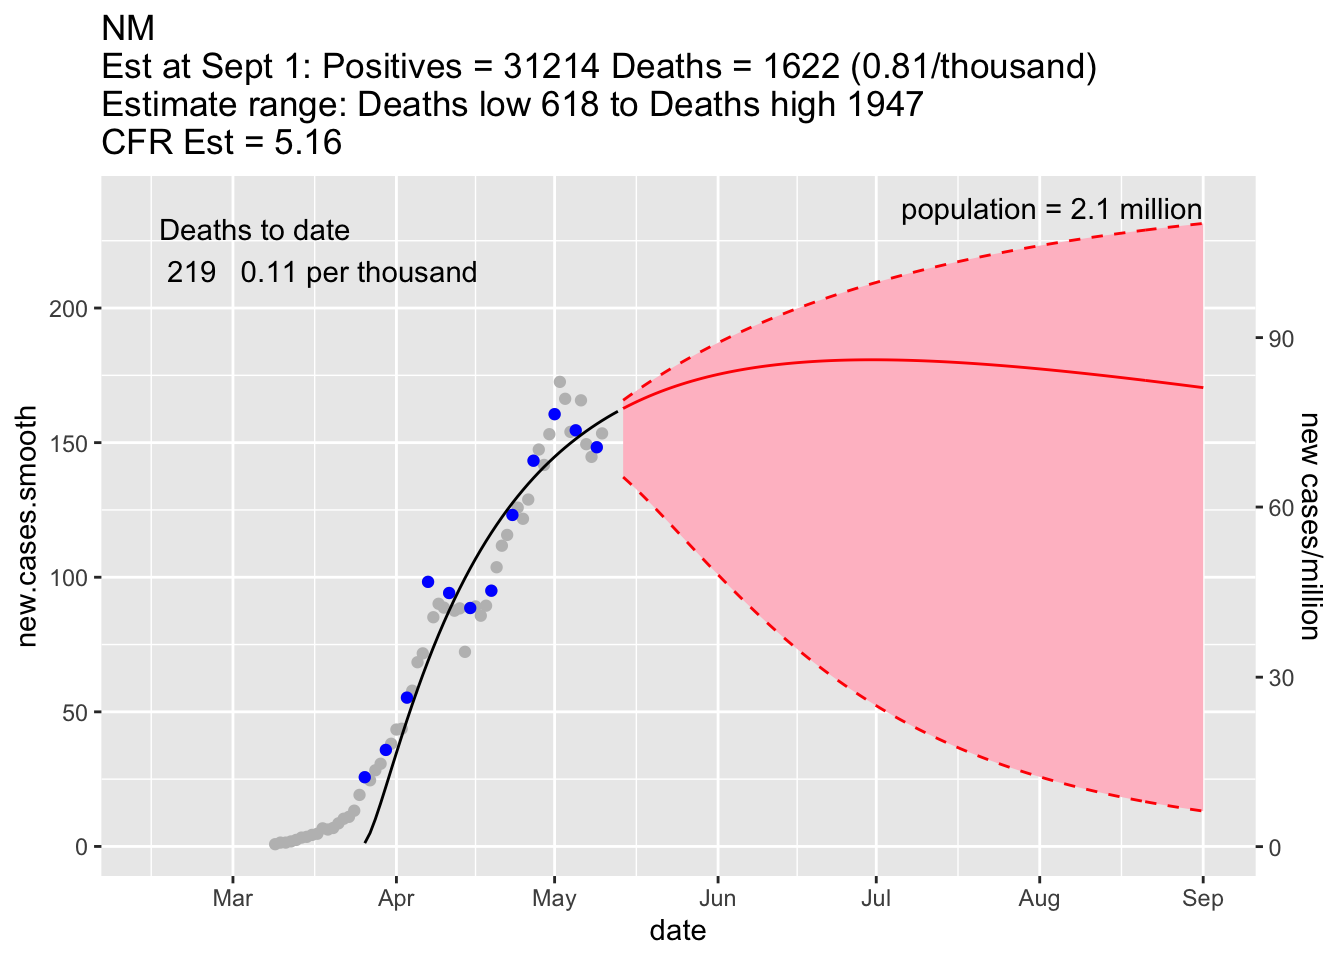 NM
Est at Sept 1: Positives = 31214 Deaths = 1622 (0.81/thousand)
Estimate range: Deaths low 618 to Deaths high 1947
CFR Est = 5.16
population = 2.1 million
Deaths to date
219 0.11 per thousand
200
150
100
50
0
new.cases.smooth
90
60
30
0
new cases/million
Mar Apr May Jun Jul Aug Sep
date